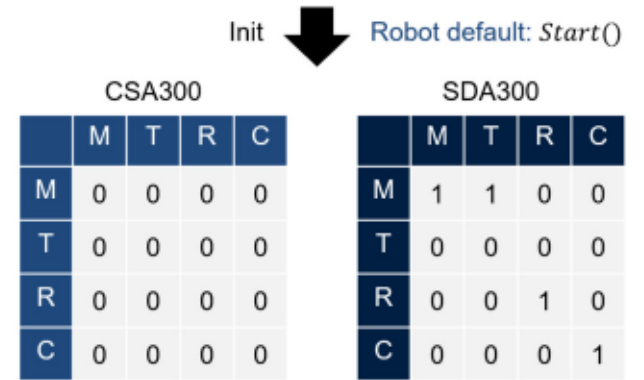 Init Robot default: Start()
CSA300 SDA300
M T R C M T R C
M 0 0 0 0 M 1 1 0 0
T 0 0 0 0 T 0 0 0 0
R 0 0 0 0 R 0 0 1 0
C 0 0 0 0 C 0 0 0 1